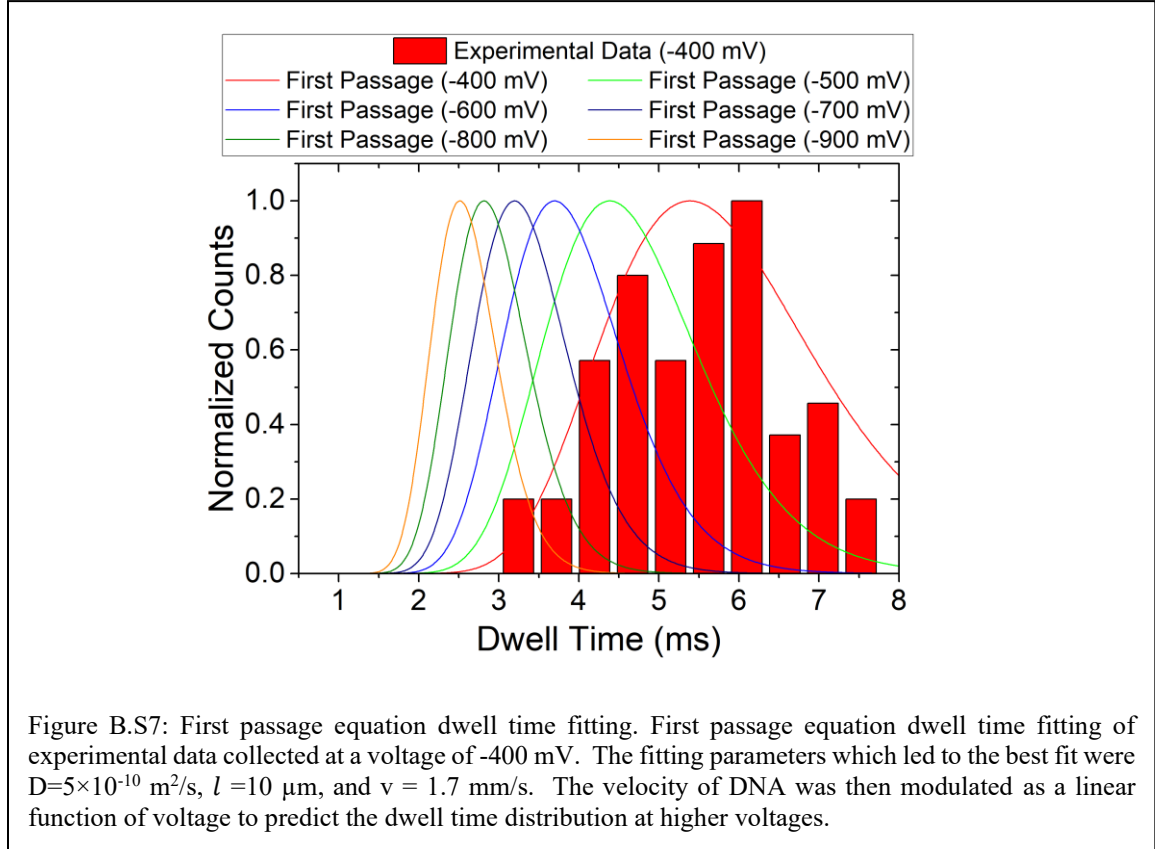 Experimental Data (-400 mV)
First Passage (-400 mV) First Passage (-500 mV)
First Passage (-600 mV) First Passage (-700 mV)
First Passage (-800 mV) First Passage (-900 mV)
1.0
0.8
0.6
0.4
0.2
0.0
Normalized Counts
1 2 3 4 5 6 7 8
Dwell Time (ms)
Figure B.S7: First passage equation dwell time fitting. First passage equation dwell time fitting of
experimental data collected at a voltage of -400 mV. The fitting parameters which led to the best fit were
D=5×10⁻¹⁰ m²/s, l =10 µm, and v = 1.7 mm/s. The velocity of DNA was then modulated as a linear
function of voltage to predict the dwell time distribution at higher voltages.